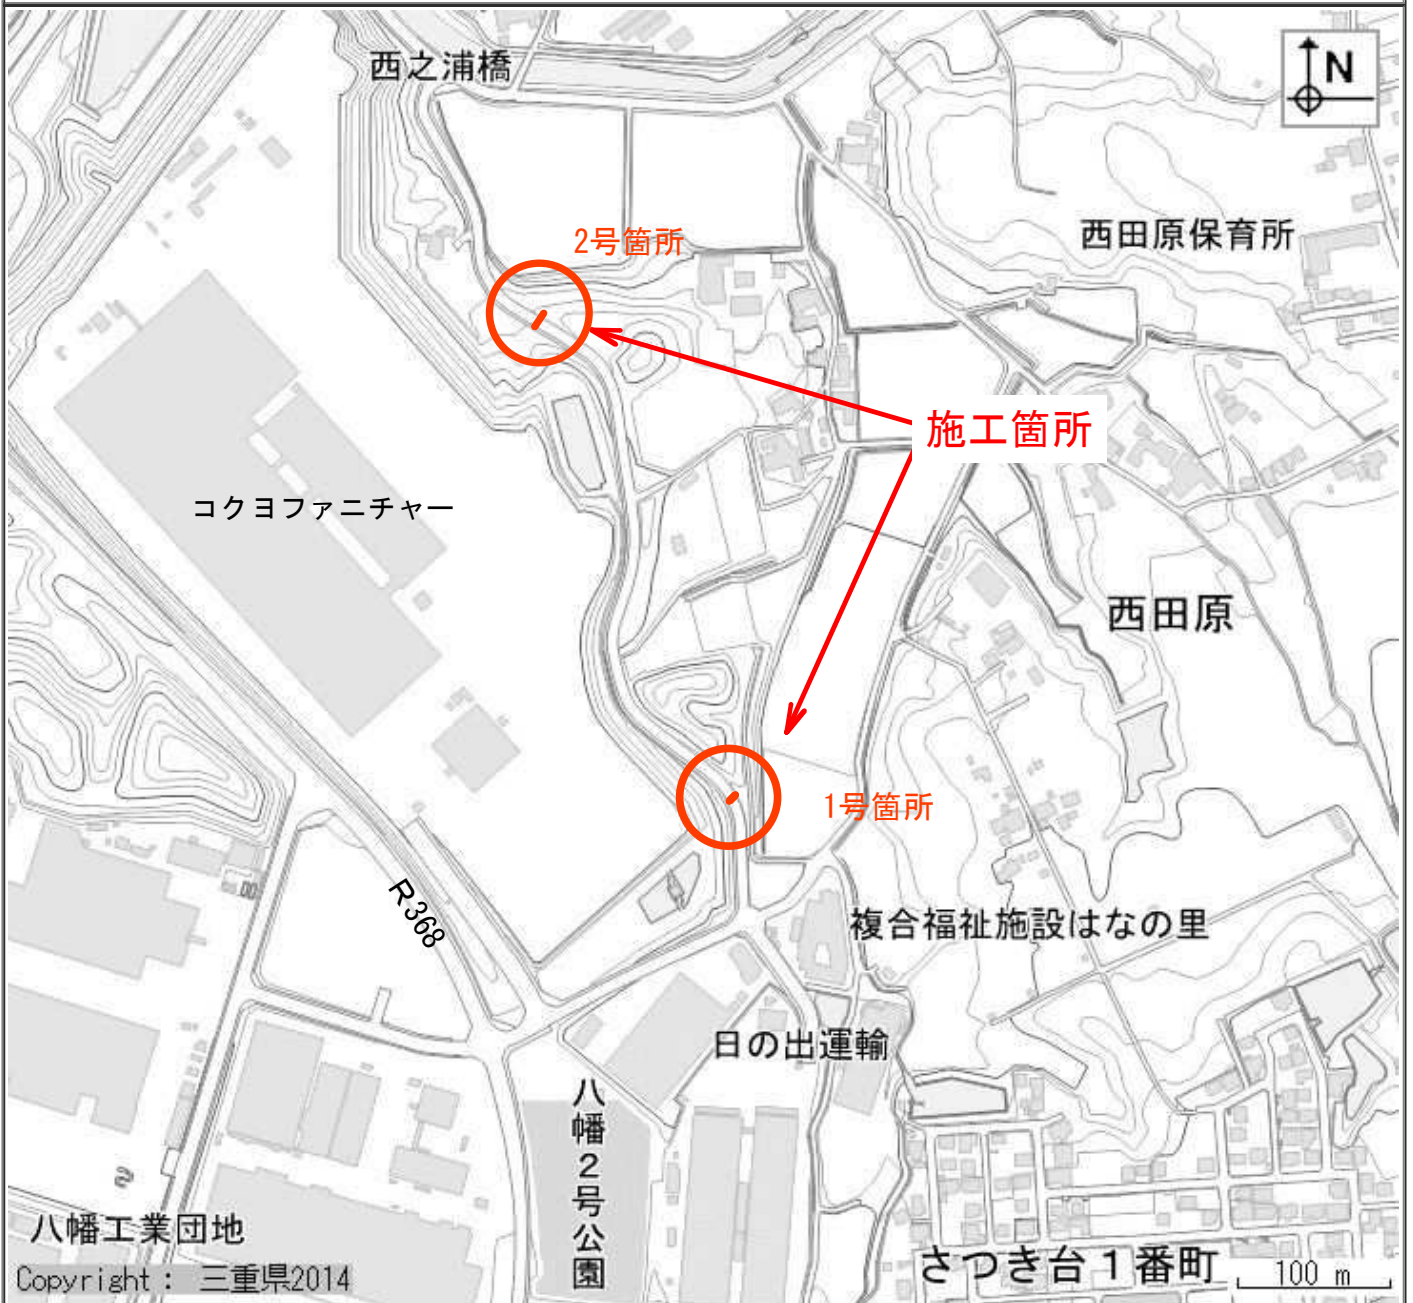 西之浦橋
N
2号箇所
西田原保育所
施工箇所
コクヨファニチャー
西田原
1号箇所
R368
複合福祉施設はなの里
日の出運輸
八幡2号公園
八幡工業団地
さつき台1番町
100 m
Copyright : 三重県2014